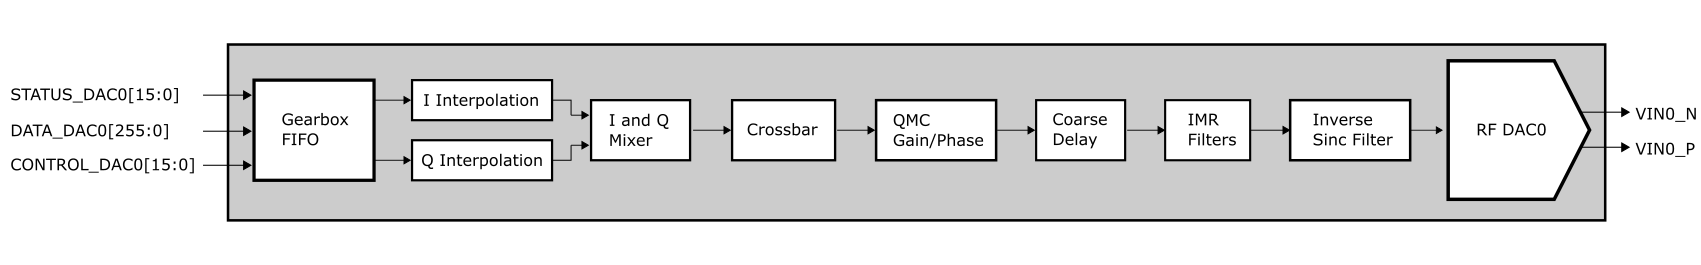 STATUS_DAC0[15:0]
DATA_DAC0[255:0]
CONTROL_DAC0[15:0]
Gearbox
FIFO
I Interpolation
Q Interpolation
I and Q
Mixer
Crossbar
QMC
Gain/Phase
Coarse
Delay
IMR
Filters
Inverse
Sinc Filter
RF DAC0
VIN0_N
VIN0_P